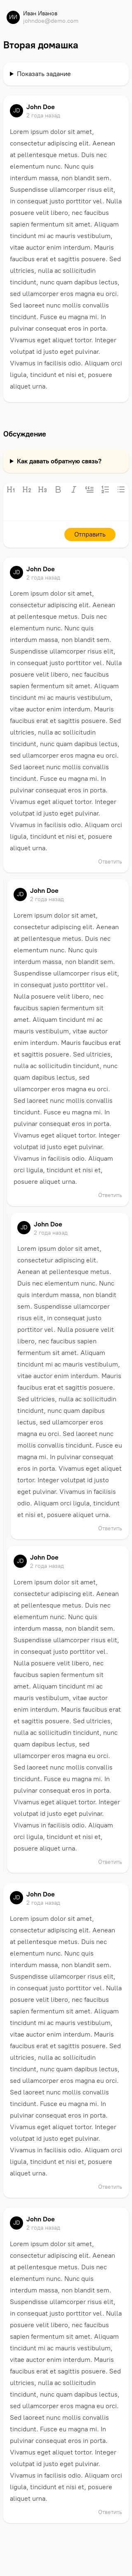 ИИ
Иван Иванов
johndoe@demo.com
Вторая домашка
Показать задание
JD
John Doe
2 года назад
Lorem ipsum dolor sit amet,
consectetur adipiscing elit. Aenean
at pellentesque metus. Duis nec
elementum nunc. Nunc quis
interdum massa, non blandit sem.
Suspendisse ullamcorper risus elit,
in consequat justo porttitor vel. Nulla
posuere velit libero, nec faucibus
sapien fermentum sit amet. Aliquam
tincidunt mi ac mauris vestibulum,
vitae auctor enim interdum. Mauris
faucibus erat et sagittis posuere. Sed
ultricies, nulla ac sollicitudin
tincidunt, nunc quam dapibus lectus,
sed ullamcorper eros magna eu orci.
Sed laoreet nunc mollis convallis
tincidunt. Fusce eu magna mi. In
pulvinar consequat eros in porta.
Vivamus eget aliquet tortor. Integer
volutpat id justo eget pulvinar.
Vivamus in facilisis odio. Aliquam orci
ligula, tincidunt et nisi et, posuere
aliquet urna.
Обсуждение
Как давать обратную связь?
H1 H2 H3 B I
Отправить
JD
John Doe
2 года назад
Lorem ipsum dolor sit amet,
consectetur adipiscing elit. Aenean
at pellentesque metus. Duis nec
elementum nunc. Nunc quis
interdum massa, non blandit sem.
Suspendisse ullamcorper risus elit,
in consequat justo porttitor vel. Nulla
posuere velit libero, nec faucibus
sapien fermentum sit amet. Aliquam
tincidunt mi ac mauris vestibulum,
vitae auctor enim interdum. Mauris
faucibus erat et sagittis posuere. Sed
ultricies, nulla ac sollicitudin
tincidunt, nunc quam dapibus lectus,
sed ullamcorper eros magna eu orci.
Sed laoreet nunc mollis convallis
tincidunt. Fusce eu magna mi. In
pulvinar consequat eros in porta.
Vivamus eget aliquet tortor. Integer
volutpat id justo eget pulvinar.
Vivamus in facilisis odio. Aliquam orci
ligula, tincidunt et nisi et, posuere
aliquet urna.
Ответить
JD
John Doe
2 года назад
Lorem ipsum dolor sit amet,
consectetur adipiscing elit. Aenean
at pellentesque metus. Duis nec
elementum nunc. Nunc quis
interdum massa, non blandit sem.
Suspendisse ullamcorper risus elit,
in consequat justo porttitor vel.
Nulla posuere velit libero, nec
faucibus sapien fermentum sit
amet. Aliquam tincidunt mi ac
mauris vestibulum, vitae auctor
enim interdum. Mauris faucibus erat
et sagittis posuere. Sed ultricies,
nulla ac sollicitudin tincidunt, nunc
quam dapibus lectus, sed
ullamcorper eros magna eu orci.
Sed laoreet nunc mollis convallis
tincidunt. Fusce eu magna mi. In
pulvinar consequat eros in porta.
Vivamus eget aliquet tortor. Integer
volutpat id justo eget pulvinar.
Vivamus in facilisis odio. Aliquam
orci ligula, tincidunt et nisi et,
posuere aliquet urna.
Ответить
JD
John Doe
2 года назад
Lorem ipsum dolor sit amet,
consectetur adipiscing elit.
Aenean at pellentesque metus.
Duis nec elementum nunc. Nunc
quis interdum massa, non blandit
sem. Suspendisse ullamcorper
risus elit, in consequat justo
porttitor vel. Nulla posuere velit
libero, nec faucibus sapien
fermentum sit amet. Aliquam
tincidunt mi ac mauris vestibulum,
vitae auctor enim interdum. Mauris
faucibus erat et sagittis posuere.
Sed ultricies, nulla ac sollicitudin
tincidunt, nunc quam dapibus
lectus, sed ullamcorper eros
magna eu orci. Sed laoreet nunc
mollis convallis tincidunt. Fusce eu
magna mi. In pulvinar consequat
eros in porta. Vivamus eget aliquet
tortor. Integer volutpat id justo
eget pulvinar. Vivamus in facilisis
odio. Aliquam orci ligula, tincidunt
et nisi et, posuere aliquet urna.
Ответить
JD
John Doe
2 года назад
Lorem ipsum dolor sit amet,
consectetur adipiscing elit. Aenean
at pellentesque metus. Duis nec
elementum nunc. Nunc quis
interdum massa, non blandit sem.
Suspendisse ullamcorper risus elit,
in consequat justo porttitor vel.
Nulla posuere velit libero, nec
faucibus sapien fermentum sit
amet. Aliquam tincidunt mi ac
mauris vestibulum, vitae auctor
enim interdum. Mauris faucibus erat
et sagittis posuere. Sed ultricies,
nulla ac sollicitudin tincidunt, nunc
quam dapibus lectus, sed
ullamcorper eros magna eu orci.
Sed laoreet nunc mollis convallis
tincidunt. Fusce eu magna mi. In
pulvinar consequat eros in porta.
Vivamus eget aliquet tortor. Integer
volutpat id justo eget pulvinar.
Vivamus in facilisis odio. Aliquam
orci ligula, tincidunt et nisi et,
posuere aliquet urna.
Ответить
JD
John Doe
2 года назад
Lorem ipsum dolor sit amet,
consectetur adipiscing elit. Aenean
at pellentesque metus. Duis nec
elementum nunc. Nunc quis
interdum massa, non blandit sem.
Suspendisse ullamcorper risus elit,
in consequat justo porttitor vel. Nulla
posuere velit libero, nec faucibus
sapien fermentum sit amet. Aliquam
tincidunt mi ac mauris vestibulum,
vitae auctor enim interdum. Mauris
faucibus erat et sagittis posuere. Sed
ultricies, nulla ac sollicitudin
tincidunt, nunc quam dapibus lectus,
sed ullamcorper eros magna eu orci.
Sed laoreet nunc mollis convallis
tincidunt. Fusce eu magna mi. In
pulvinar consequat eros in porta.
Vivamus eget aliquet tortor. Integer
volutpat id justo eget pulvinar.
Vivamus in facilisis odio. Aliquam orci
ligula, tincidunt et nisi et, posuere
aliquet urna.
Ответить
JD
John Doe
2 года назад
Lorem ipsum dolor sit amet,
consectetur adipiscing elit. Aenean
at pellentesque metus. Duis nec
elementum nunc. Nunc quis
interdum massa, non blandit sem.
Suspendisse ullamcorper risus elit,
in consequat justo porttitor vel. Nulla
posuere velit libero, nec faucibus
sapien fermentum sit amet. Aliquam
tincidunt mi ac mauris vestibulum,
vitae auctor enim interdum. Mauris
faucibus erat et sagittis posuere. Sed
ultricies, nulla ac sollicitudin
tincidunt, nunc quam dapibus lectus,
sed ullamcorper eros magna eu orci.
Sed laoreet nunc mollis convallis
tincidunt. Fusce eu magna mi. In
pulvinar consequat eros in porta.
Vivamus eget aliquet tortor. Integer
volutpat id justo eget pulvinar.
Vivamus in facilisis odio. Aliquam orci
ligula, tincidunt et nisi et, posuere
aliquet urna.
Ответить